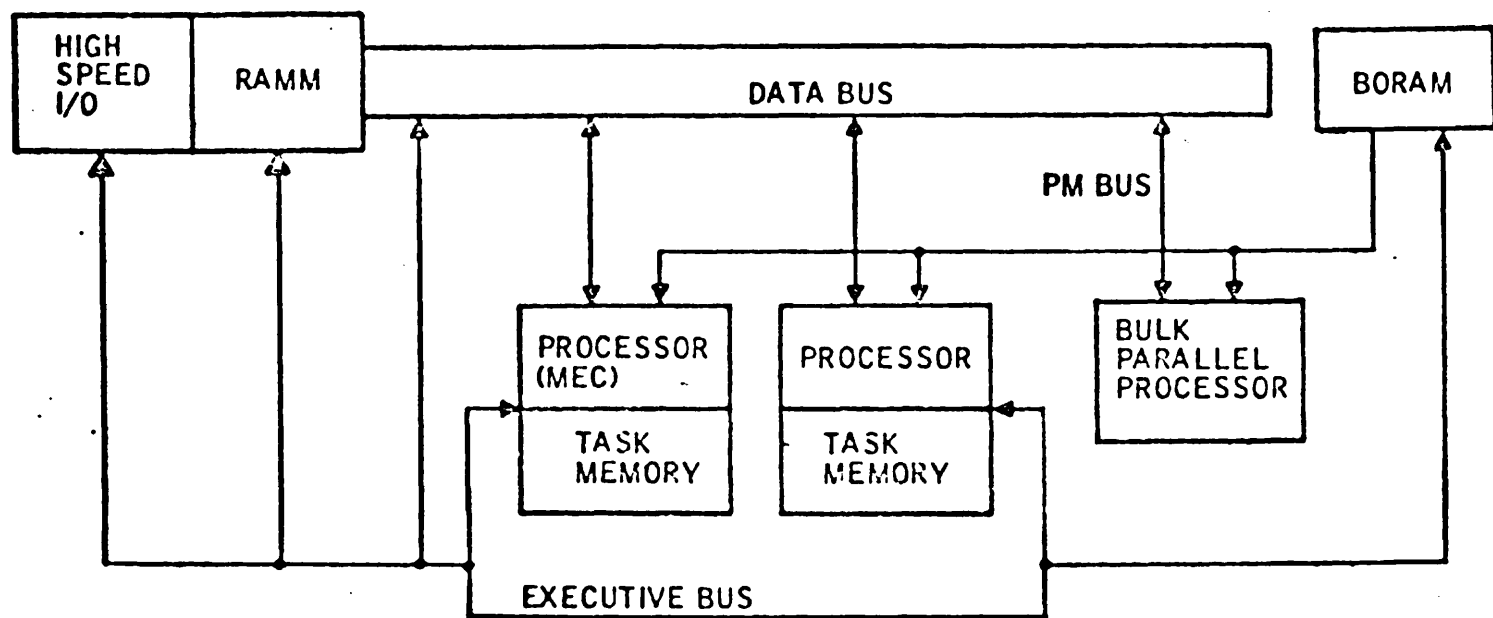 HIGH
SPEED
I/O
RAMM
DATA BUS
BORAM
PM BUS
PROCESSOR
(MEC)
TASK
MEMORY
PROCESSOR
TASK
MEMORY
BULK
PARALLEL
PROCESSOR
EXECUTIVE BUS